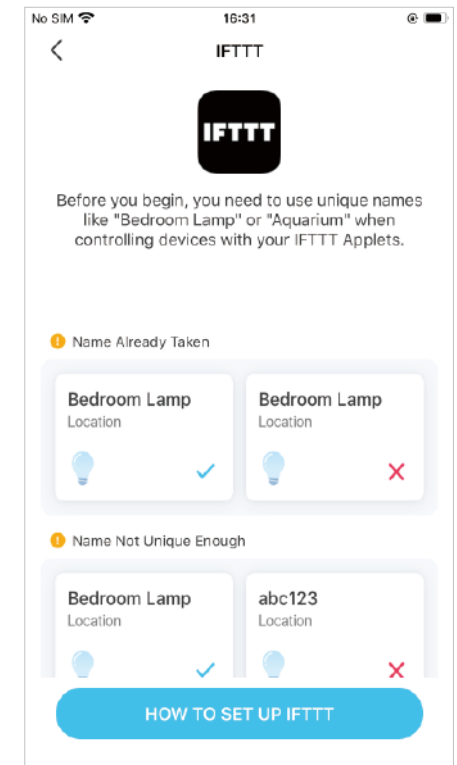 No SIM 16:31
IFTTT
IFTTT
Before you begin, you need to use unique names
like "Bedroom Lamp" or "Aquarium" when
controlling devices with your IFTTT Applets.
Name Already Taken
Bedroom Lamp Bedroom Lamp
Location Location
Name Not Unique Enough
Bedroom Lamp abc123
Location Location
HOW TO SET UP IFTTT